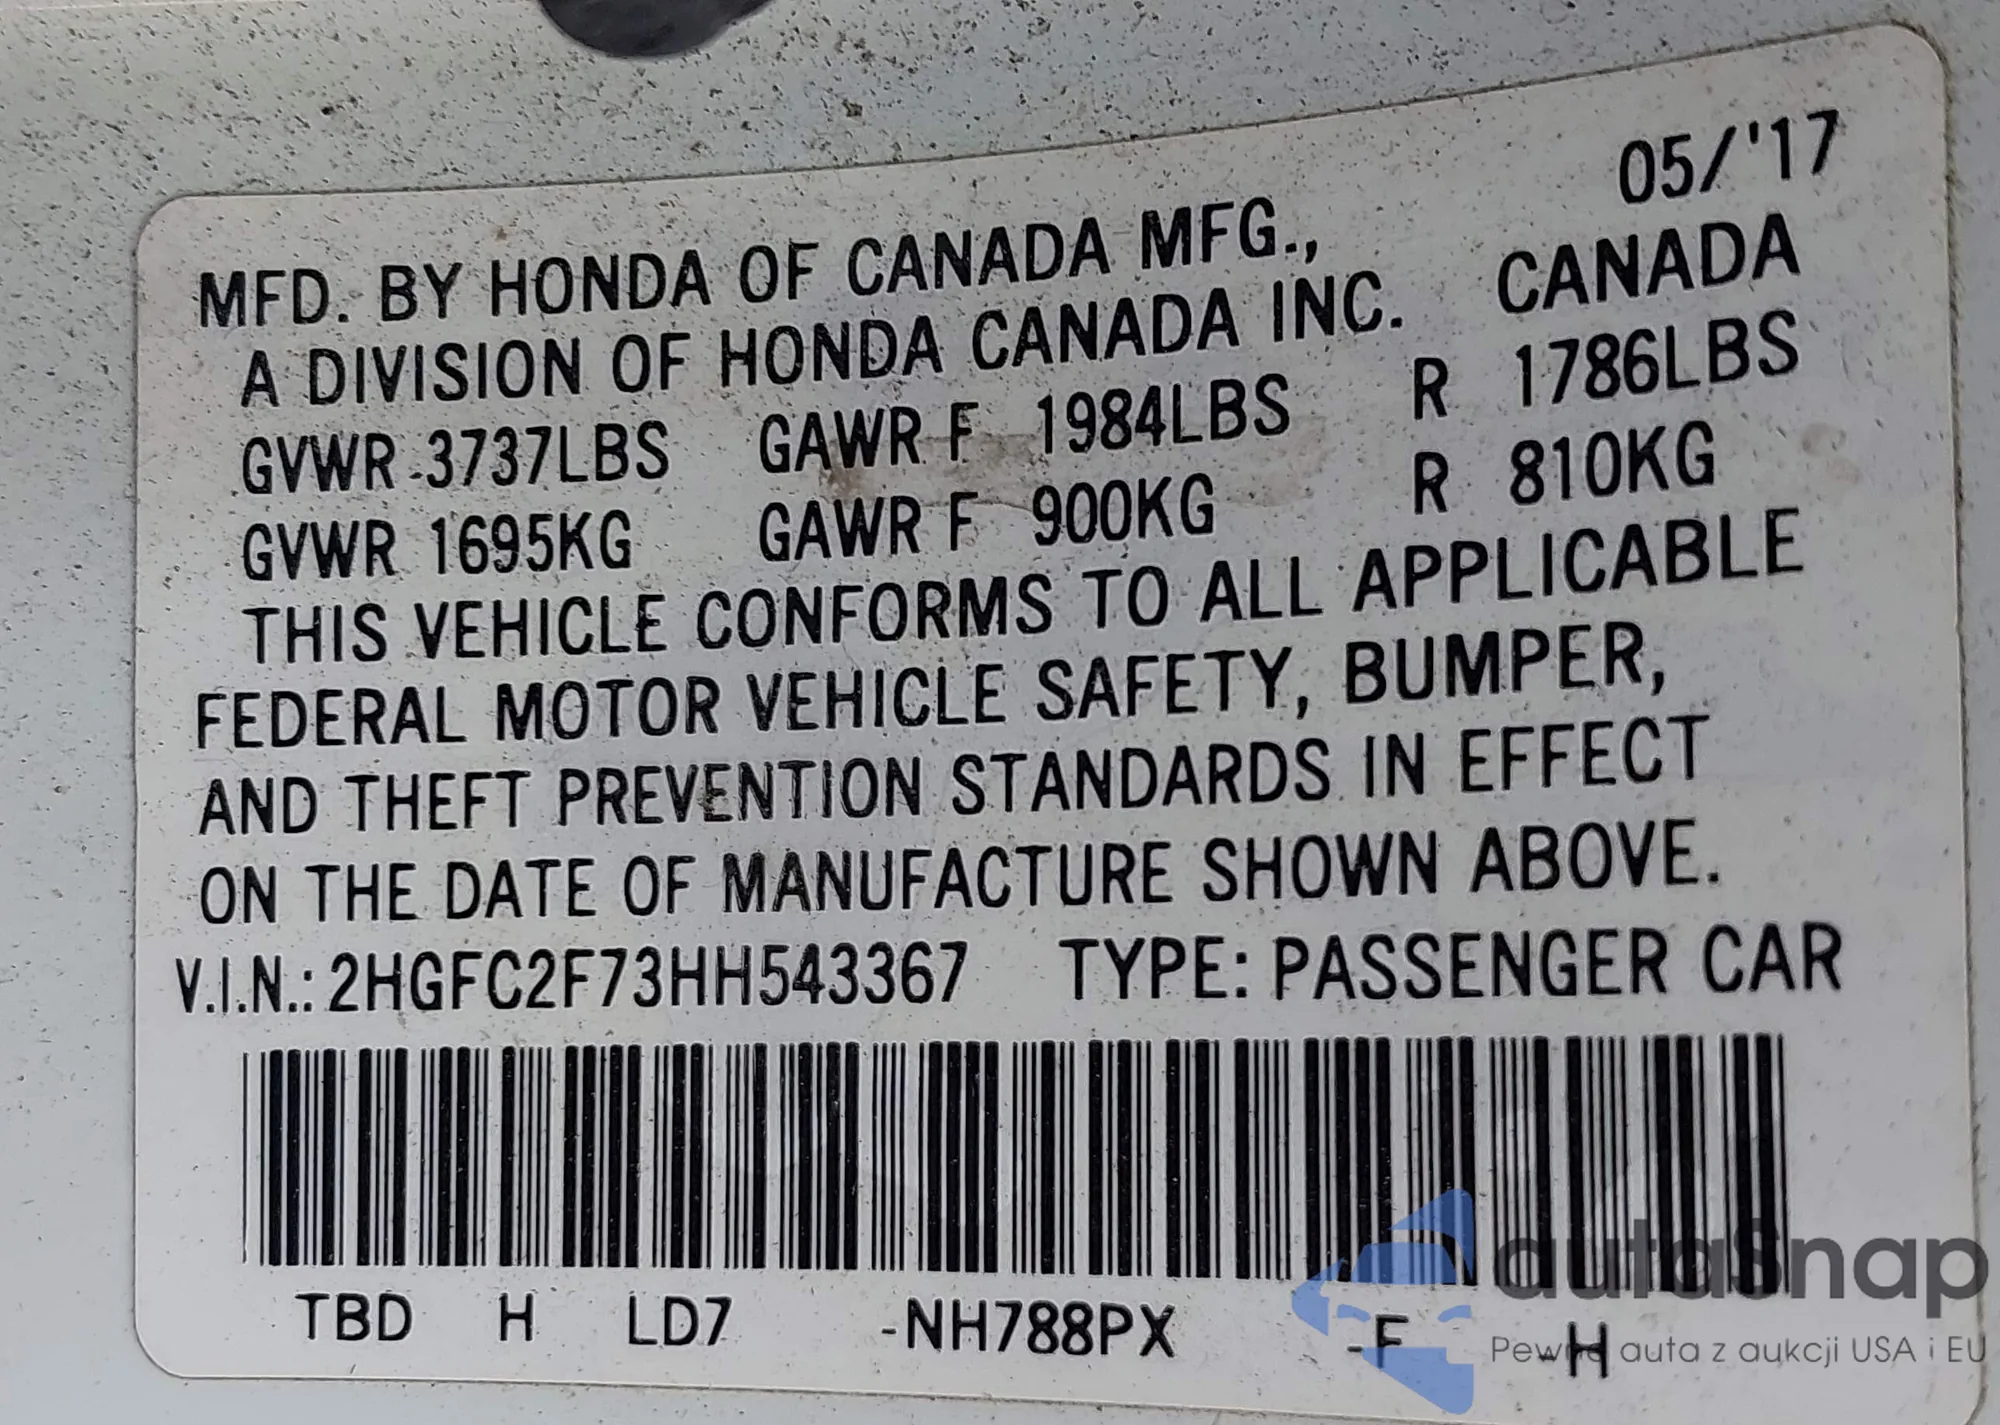 05/'17
MFD. BY HONDA OF CANADA MFG.,
A DIVISION OF HONDA CANADA INC. CANADA
GVWR 3737LBS GAWR F 1984LBS R 1786LBS
GVWR 1695KG GAWR F 900KG R 810KG
THIS VEHICLE CONFORMS TO ALL APPLICABLE
FEDERAL MOTOR VEHICLE SAFETY, BUMPER,
AND THEFT PREVENTION STANDARDS IN EFFECT
ON THE DATE OF MANUFACTURE SHOWN ABOVE.
V.I.N.: 2HGFC2F73HH543367 TYPE: PASSENGER CAR
TBD H LD7 -NH788PX -F -H
autaSnap
Pewne auta z aukcji USA i EU